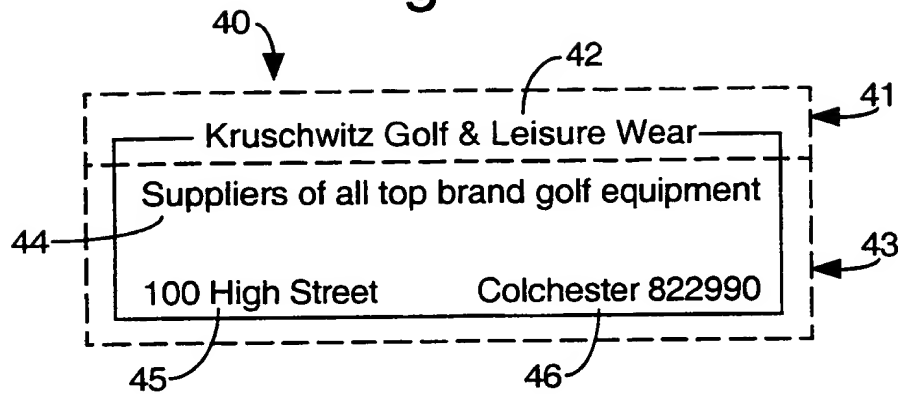 40
42
41
Kruschwitz Golf & Leisure Wear
Suppliers of all top brand golf equipment
44
43
100 High Street Colchester 822990
45
46